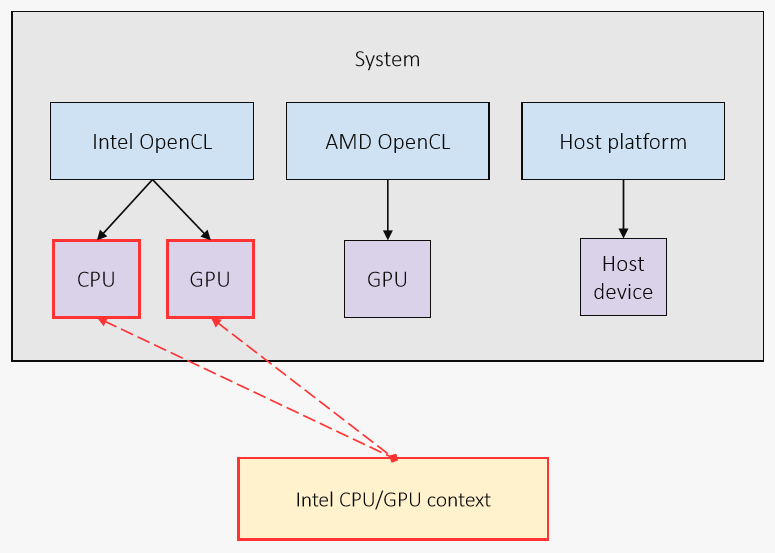 System
Intel OpenCL
AMD OpenCL
Host platform
CPU
GPU
GPU
Host
device
Intel CPU/GPU context